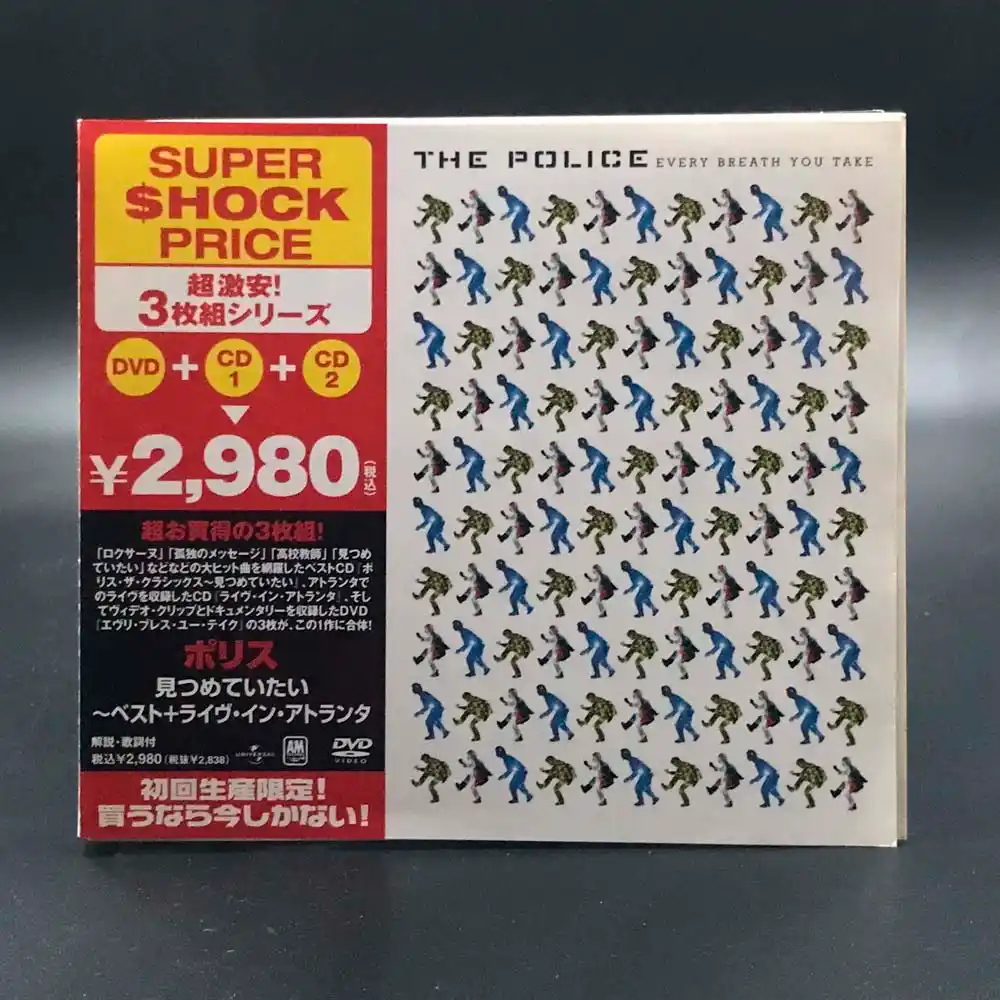 SUPER
$HOCK
PRICE
超激安!
3枚組シリーズ
DVD + CD 1 + CD 2
¥2,980(税込)
超お買得の3枚組!
「ロクサーヌ」「孤独のメッセージ」「高校教師」「見つめ
ていたい」などなどの大ヒット曲を網羅したベストCD『ポ
リス・ザ・クラシックス~見つめていたい』、アトランタで
のライヴを収録したCD『ライヴ・イン・アトランタ』、そし
てヴィデオ・クリップとドキュメンタリーを収録したDVD
『エヴリ・ブレス・ユー・テイク』の3枚が、この1作に合体!
ポリス
見つめていたい
~ベスト+ライヴ・イン・アトランタ
解説・歌詞付
税込¥2,980(税抜¥2,838)
UNIVERSAL
A&M
DVD
VIDEO
初回生産限定!
買うなら今しかない!
THE POLICE EVERY BREATH YOU TAKE